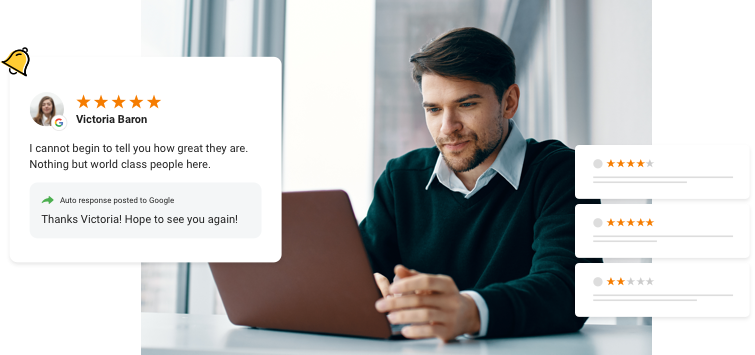 Victoria Baron
I cannot begin to tell you how great they are.
Nothing but world class people here.
Auto response posted to Google
Thanks Victoria! Hope to see you again!